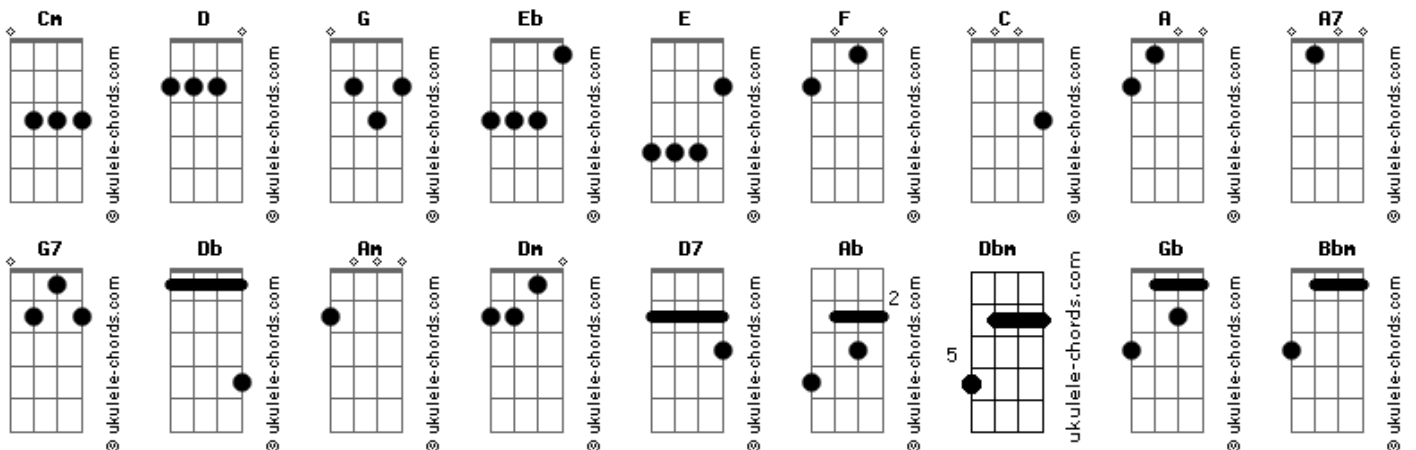 Cm D G Eb E F C A A7
© ukulele-chords.com © ukulele-chords.com © ukulele-chords.com © ukulele-chords.com © ukulele-chords.com © ukulele-chords.com © ukulele-chords.com © ukulele-chords.com © ukulele-chords.com
G7 Db Am Dm D7 Ab Dbm Gb Bbm
2
5
© ukulele-chords.com © ukulele-chords.com © ukulele-chords.com © ukulele-chords.com © ukulele-chords.com © ukulele-chords.com ukulele-chords.com © ukulele-chords.com © ukulele-chords.com